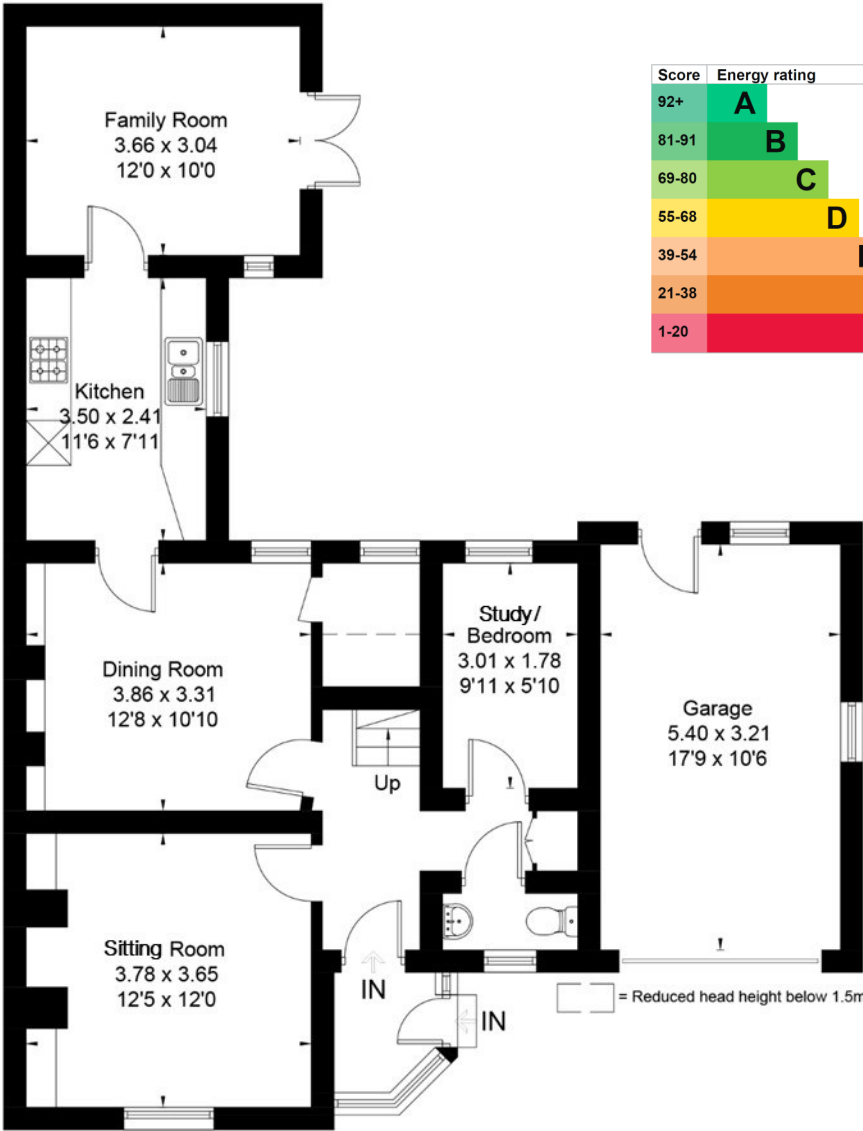 Family Room
3.66 x 3.04
12'0 x 10'0
Score Energy rating
92+ A
81-91 B
69-80 C
55-68 D
39-54
21-38
1-20
Kitchen
3.50 x 2.41
11'6 x 7'11
Study/
Bedroom
3.01 x 1.78
9'11 x 5'10
Dining Room
3.86 x 3.31
12'8 x 10'10
Garage
5.40 x 3.21
17'9 x 10'6
Up
Sitting Room
3.78 x 3.65
12'5 x 12'0
IN
IN
= Reduced head height below 1.5m